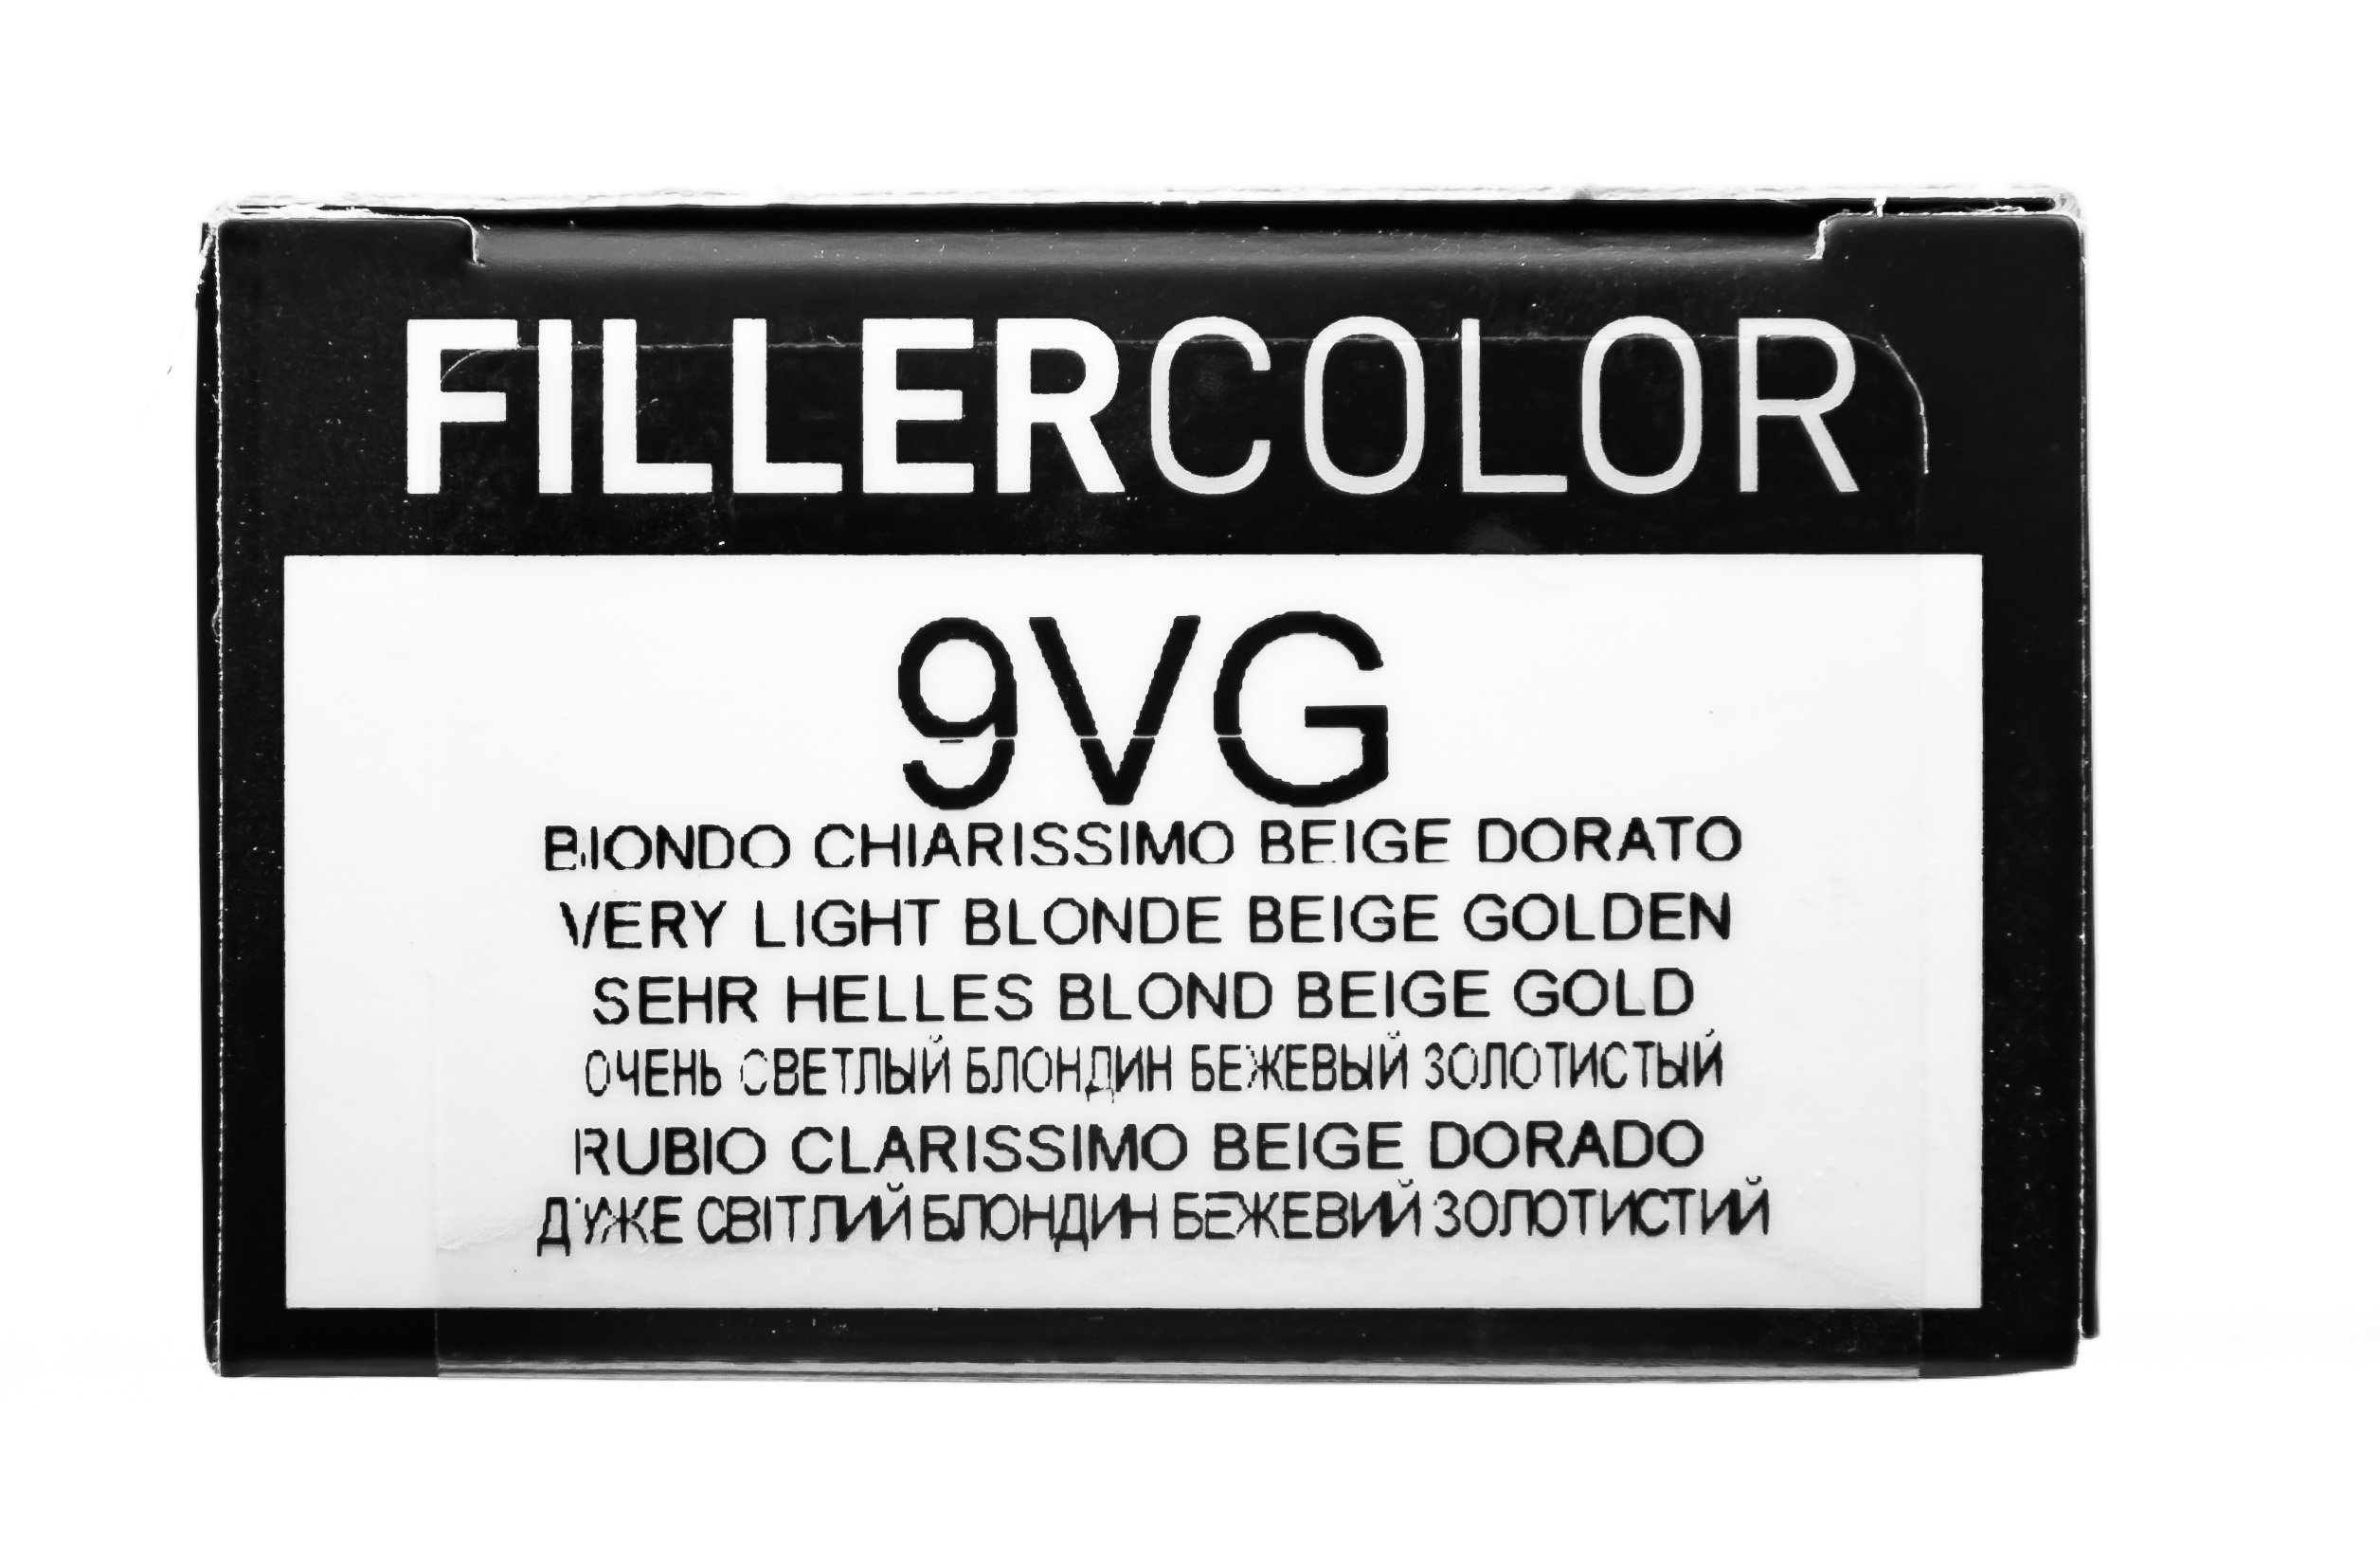 FILLERCOLOR
9VG
BIONDO CHIARISSIMO BEIGE DORATO
VERY LIGHT BLONDE BEIGE GOLDEN
SEHR HELLES BLOND BEIGE GOLD
ОЧЕНЬ СВЕТЛЫЙ БЛОНДИН БЕЖЕВЫЙ ЗОЛОТИСТЫЙ
RUBIO CLARISSIMO BEIGE DORADO
ДУЖЕ СВІТЛИЙ БЛОНДИН БЕЖЕВИЙ ЗОЛОТИСТИЙ